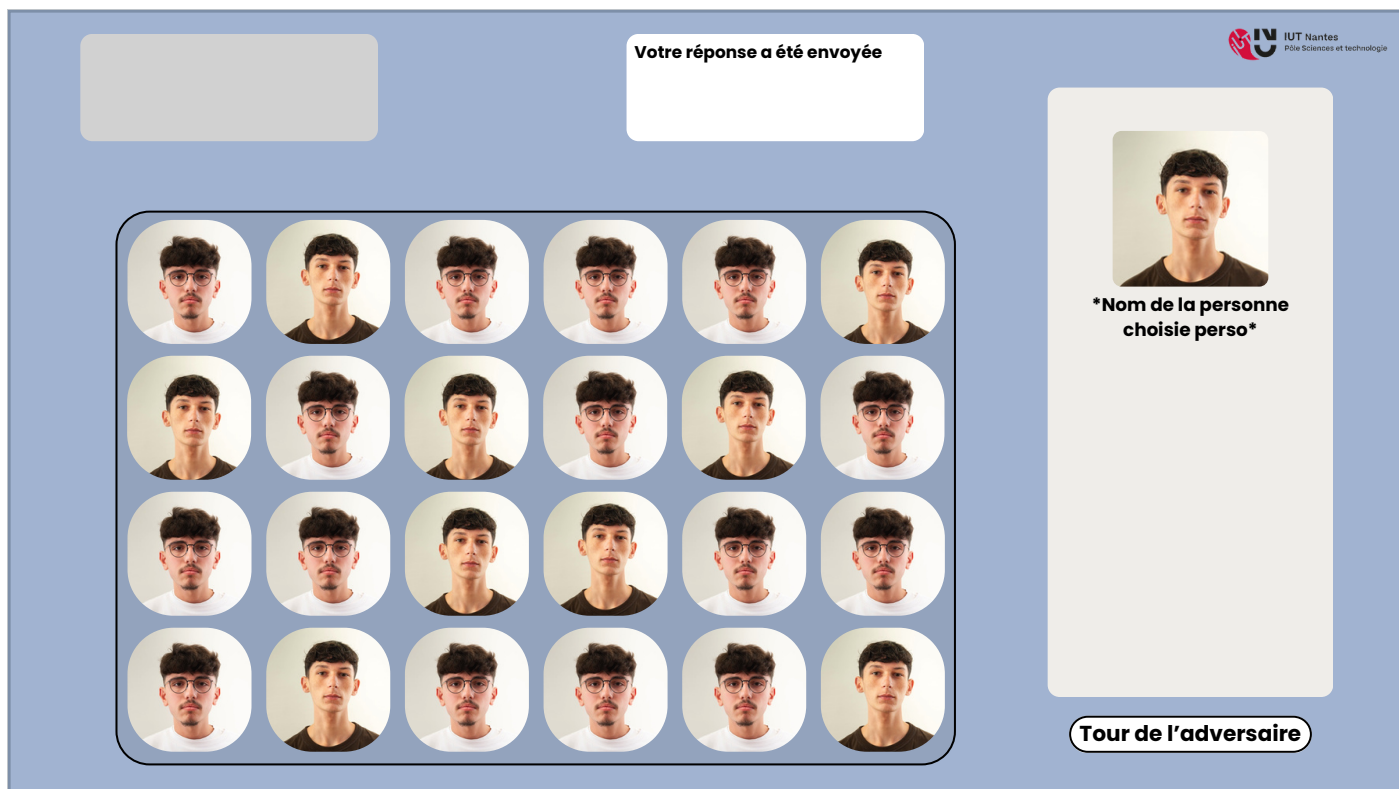 Votre réponse a été envoyée
IUT Nantes
Pôle Sciences et technologie
*Nom de la personne
choisie perso*
Tour de l’adversaire